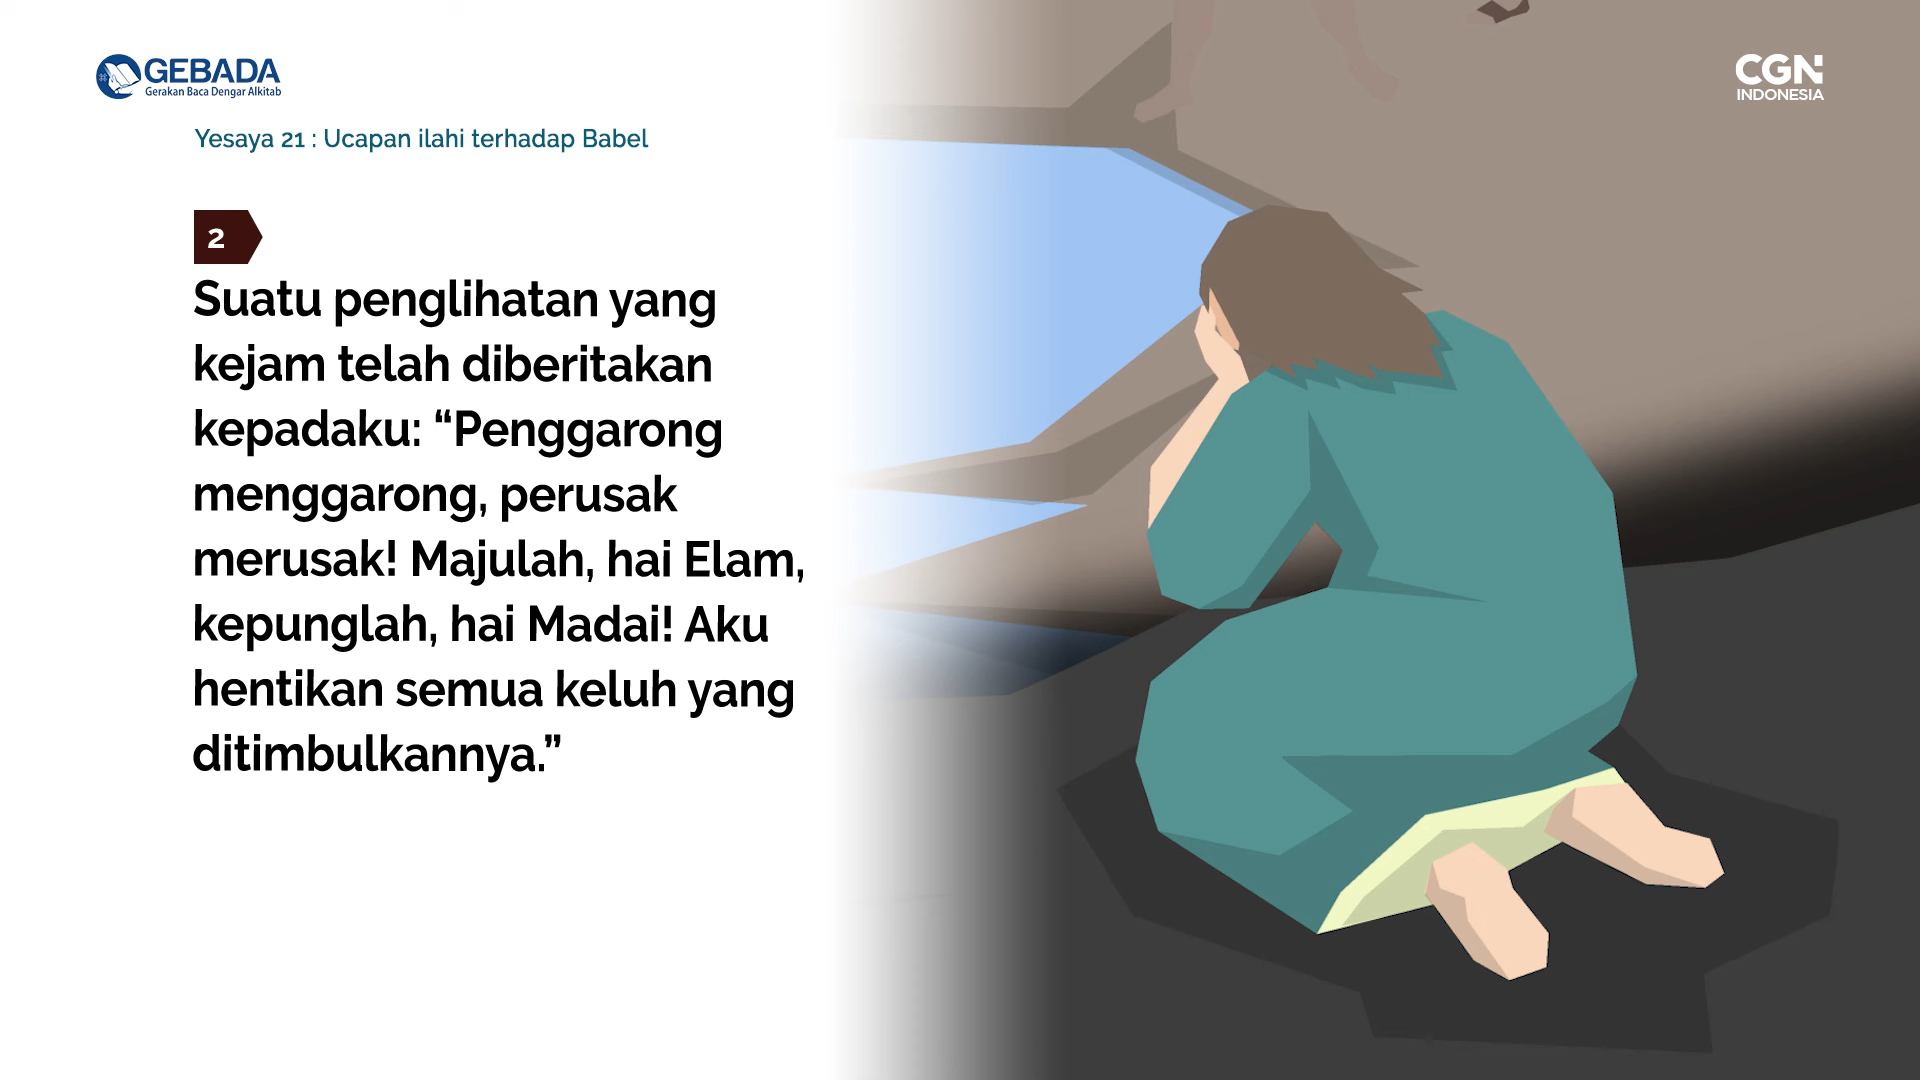 GEBADA
Gerakan Baca Dengar Alkitab
CGN
INDONESIA
Yesaya 21 : Ucapan ilahi terhadap Babel
2
Suatu penglihatan yang
kejam telah diberitakan
kepadaku: “Penggarong
menggarong, perusak
merusak! Majulah, hai Elam,
kepunglah, hai Madai! Aku
hentikan semua keluh yang
ditimbulkannya.”